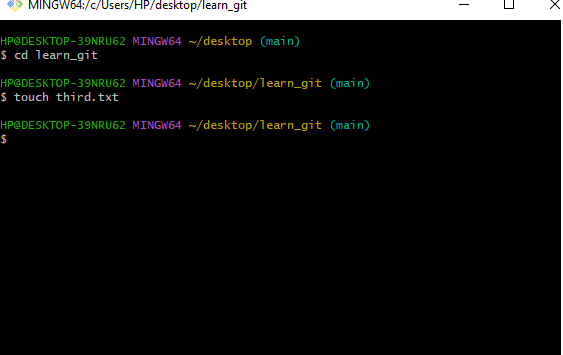 MINGW64:/c/Users/HP/desktop/learn_git
HP@DESKTOP-39NRU62 MINGW64 ~/desktop (main)
$ cd learn_git
HP@DESKTOP-39NRU62 MINGW64 ~/desktop/learn_git (main)
$ touch third.txt
HP@DESKTOP-39NRU62 MINGW64 ~/desktop/learn_git (main)
$